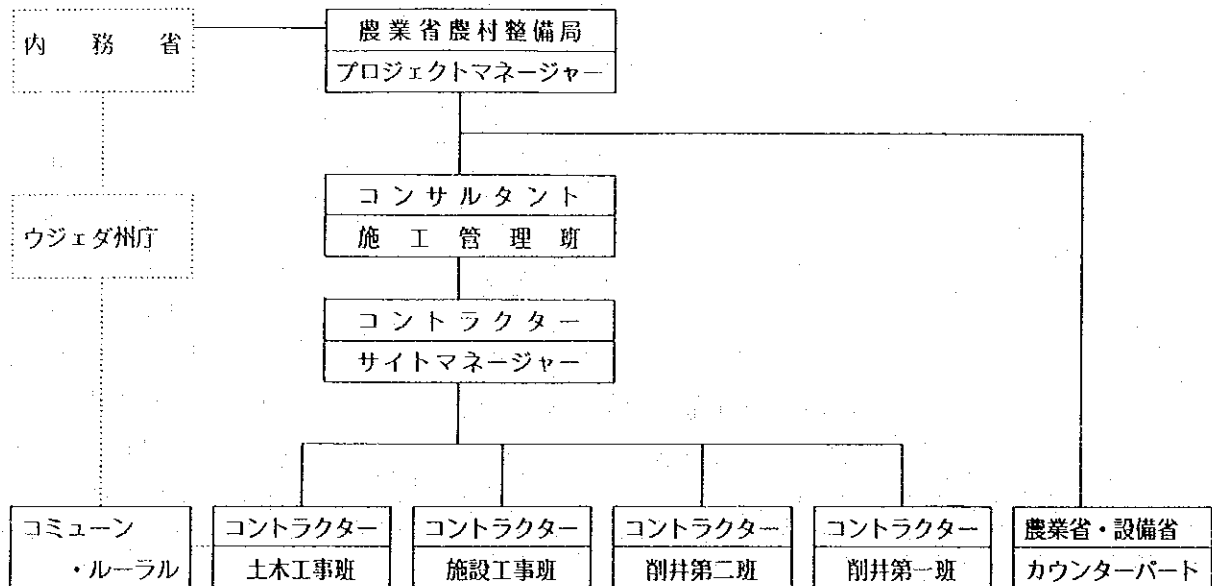 内務省
農業省農村整備局
プロジェクトマネージャー
コンサルタント
施工管理班
ウジェダ州庁
コントラクター
サイトマネージャー
コミューン
・ルーラル
コントラクター
土木工事班
コントラクター
施設工事班
コントラクター
削井第二班
コントラクター
削井第一班
農業省・設備省
カウンターパート